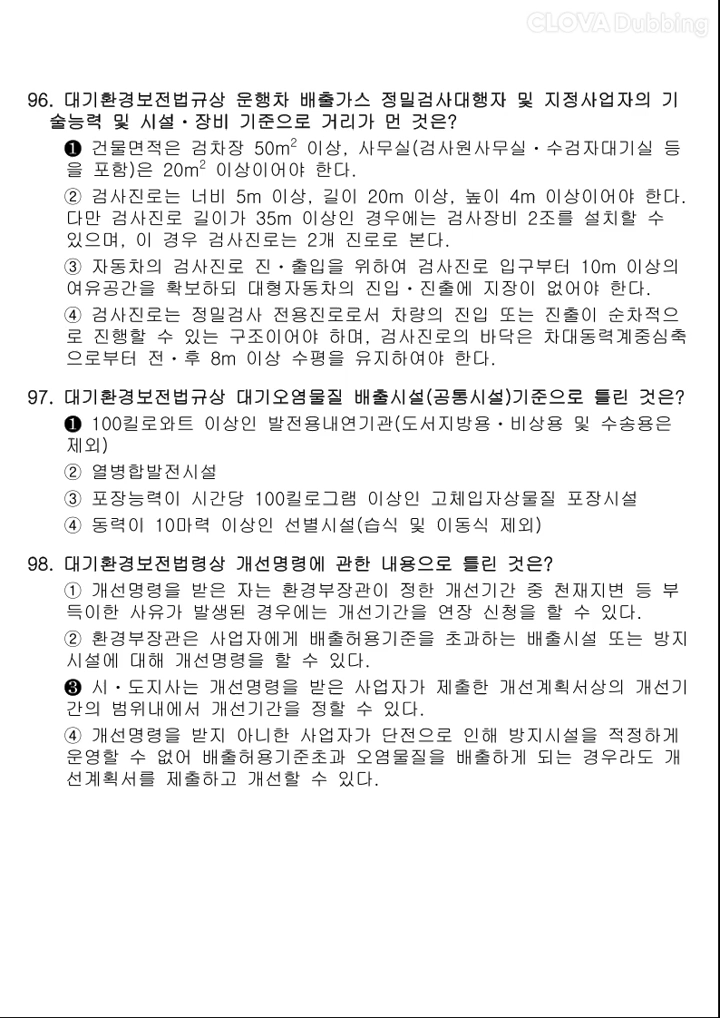 CLOVA Dubbing
96. 대기환경보전법규상 운행차 배출가스 정밀검사대행자 및 지정사업자의 기
술능력 및 시설·장비 기준으로 거리가 먼 것은?
❶ 건물면적은 검차장 50m² 이상, 사무실(검사원사무실·수검자대기실 등
을 포함)은 20m² 이상이어야 한다.
② 검사진로는 너비 5m 이상, 길이 20m 이상, 높이 4m 이상이어야 한다.
다만 검사진로 길이가 35m 이상인 경우에는 검사장비 2조를 설치할 수
있으며, 이 경우 검사진로는 2개 진로로 본다.
③ 자동차의 검사진로 진·출입을 위하여 검사진로 입구부터 10m 이상의
여유공간을 확보하되 대형자동차의 진입·진출에 지장이 없어야 한다.
④ 검사진로는 정밀검사 전용진로로서 차량의 진입 또는 진출이 순차적으
로 진행할 수 있는 구조이어야 하며, 검사진로의 바닥은 차대동력계중심축
으로부터 전·후 8m 이상 수평을 유지하여야 한다.
97. 대기환경보전법규상 대기오염물질 배출시설(공통시설)기준으로 틀린 것은?
❶ 100킬로와트 이상인 발전용내연기관(도서지방용·비상용 및 수송용은
제외)
② 열병합발전시설
③ 포장능력이 시간당 100킬로그램 이상인 고체입자상물질 포장시설
④ 동력이 10마력 이상인 선별시설(습식 및 이동식 제외)
98. 대기환경보전법령상 개선명령에 관한 내용으로 틀린 것은?
① 개선명령을 받은 자는 환경부장관이 정한 개선기간 중 천재지변 등 부
득이한 사유가 발생된 경우에는 개선기간을 연장 신청을 할 수 있다.
② 환경부장관은 사업자에게 배출허용기준을 초과하는 배출시설 또는 방지
시설에 대해 개선명령을 할 수 있다.
❸ 시·도지사는 개선명령을 받은 사업자가 제출한 개선계획서상의 개선기
간의 범위내에서 개선기간을 정할 수 있다.
④ 개선명령을 받지 아니한 사업자가 단전으로 인해 방지시설을 적정하게
운영할 수 없어 배출허용기준초과 오염물질을 배출하게 되는 경우라도 개
선계획서를 제출하고 개선할 수 있다.